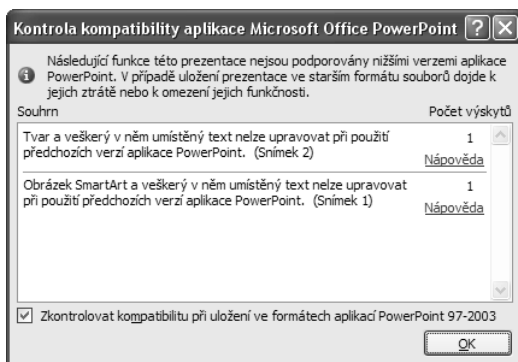 Kontrola kompatibility aplikace Microsoft Office PowerPoint
Následující funkce této prezentace nejsou podporovány nižšími verzemi aplikace
PowerPoint. V případě uložení prezentace ve starším formátu souborů dojde k
jejich ztrátě nebo k omezení jejich funkčnosti.
Souhrn Počet výskytů
Tvar a veškerý v něm umístěný text nelze upravovat při použití 1
předchozích verzí aplikace PowerPoint. (Snímek 2) Nápověda
Obrázek SmartArt a veškerý v něm umístěný text nelze upravovat 1
při použití předchozích verzí aplikace PowerPoint. (Snímek 1) Nápověda
Zkontrolovat kompatibilitu při uložení ve formátech aplikací PowerPoint 97-2003
OK